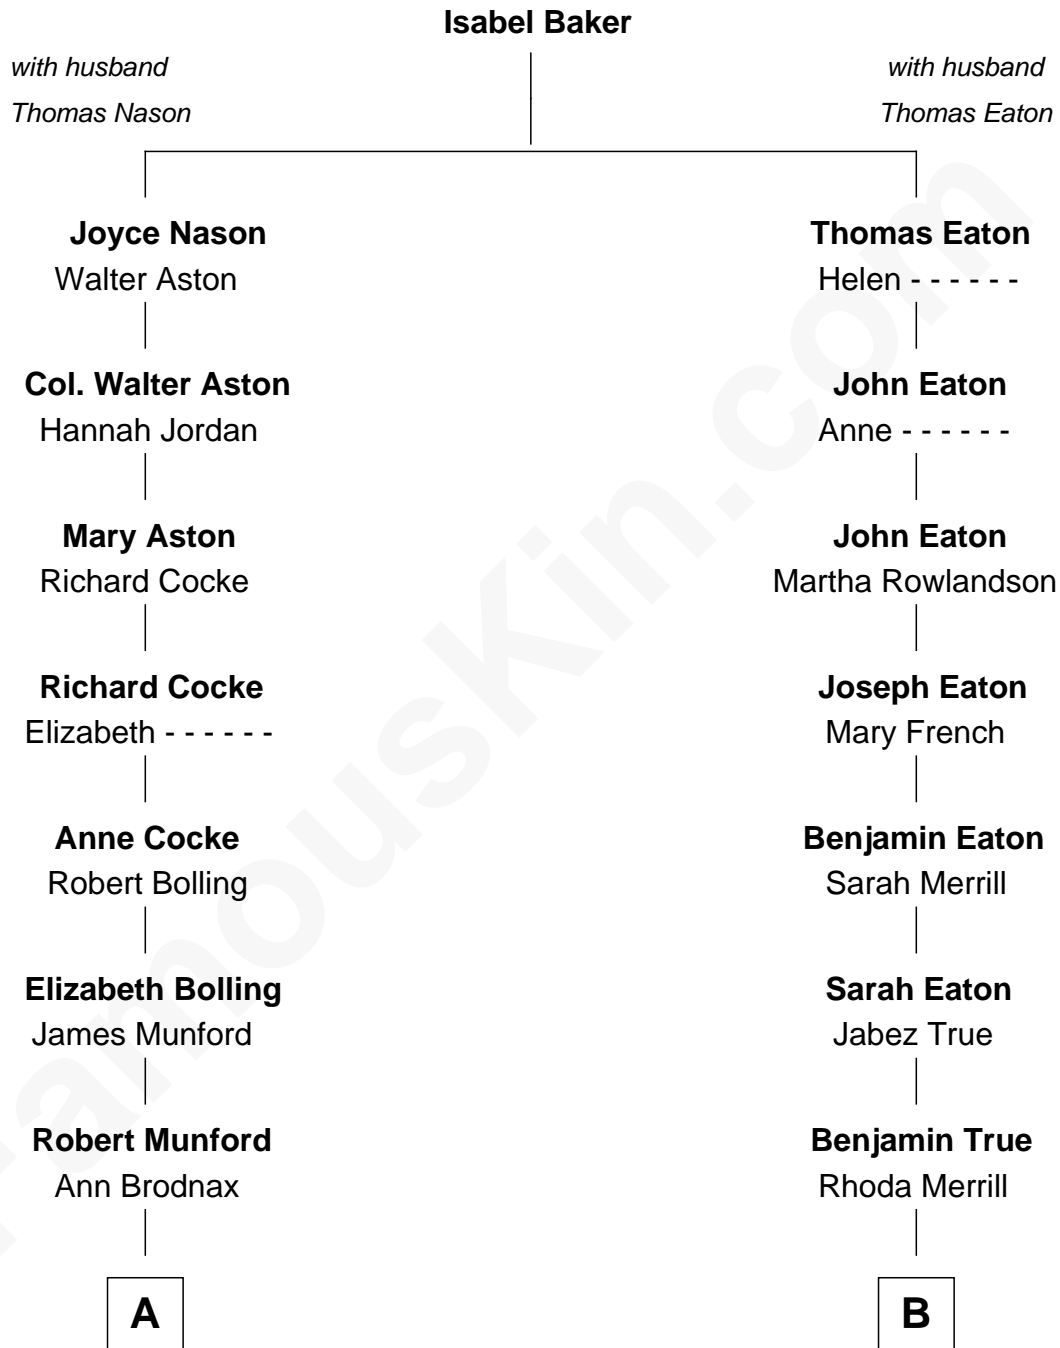 Isabel Baker
with husband
Thomas Nason
with husband
Thomas Eaton
Joyce Nason
Walter Aston
Thomas Eaton
Helen - - - - - -
Col. Walter Aston
Hannah Jordan
John Eaton
Anne - - - - - -
Mary Aston
Richard Cocke
John Eaton
Martha Rowlandson
Richard Cocke
Elizabeth - - - - - -
Joseph Eaton
Mary French
Anne Cocke
Robert Bolling
Benjamin Eaton
Sarah Merrill
Elizabeth Bolling
James Munford
Sarah Eaton
Jabez True
Robert Munford
Ann Brodnax
Benjamin True
Rhoda Merrill
A
B
FamousKin.com